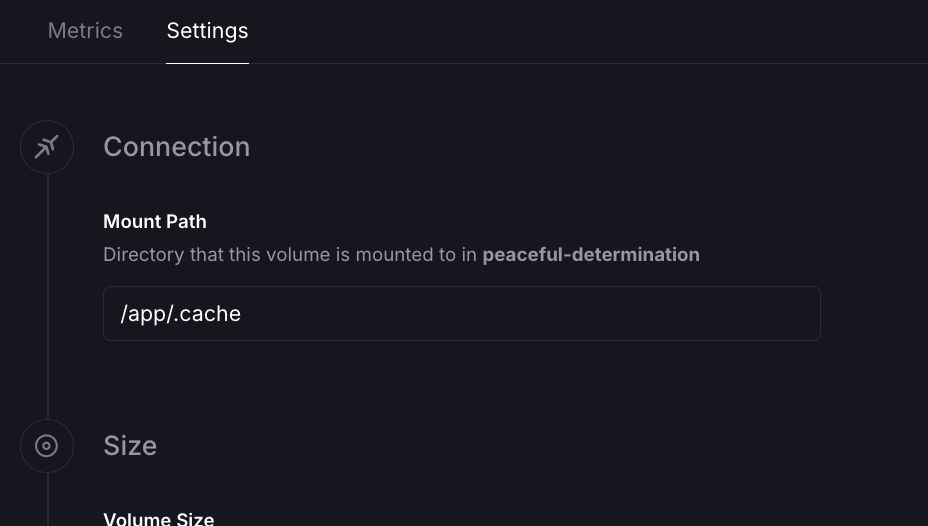 Metrics Settings
Connection
Mount Path
Directory that this volume is mounted to in peaceful-determination
/app/.cache
Size
Volume Size